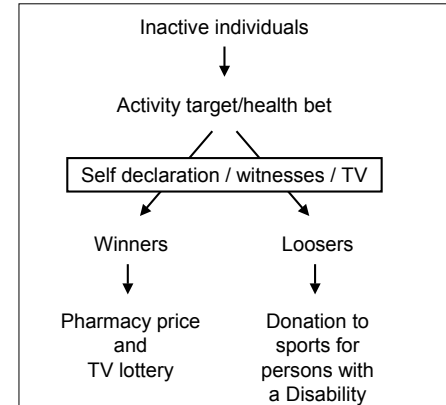 Inactive individuals
Activity target/health bet
Self declaration / witnesses / TV
Winners
Loosers
Pharmacy price
and
TV lottery
Donation to
sports for
persons with
a Disability